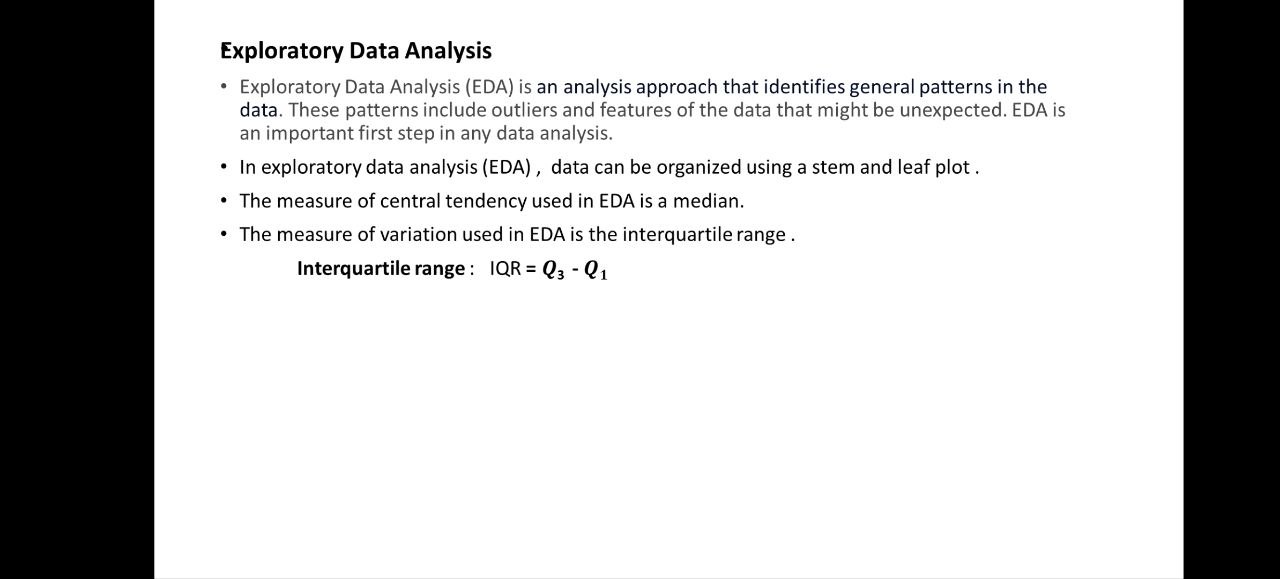 Exploratory Data Analysis
• Exploratory Data Analysis (EDA) is an analysis approach that identifies general patterns in the
data. These patterns include outliers and features of the data that might be unexpected. EDA is
an important first step in any data analysis.
• In exploratory data analysis (EDA) , data can be organized using a stem and leaf plot .
• The measure of central tendency used in EDA is a median.
• The measure of variation used in EDA is the interquartile range .
Interquartile range : IQR = Q₃ - Q₁